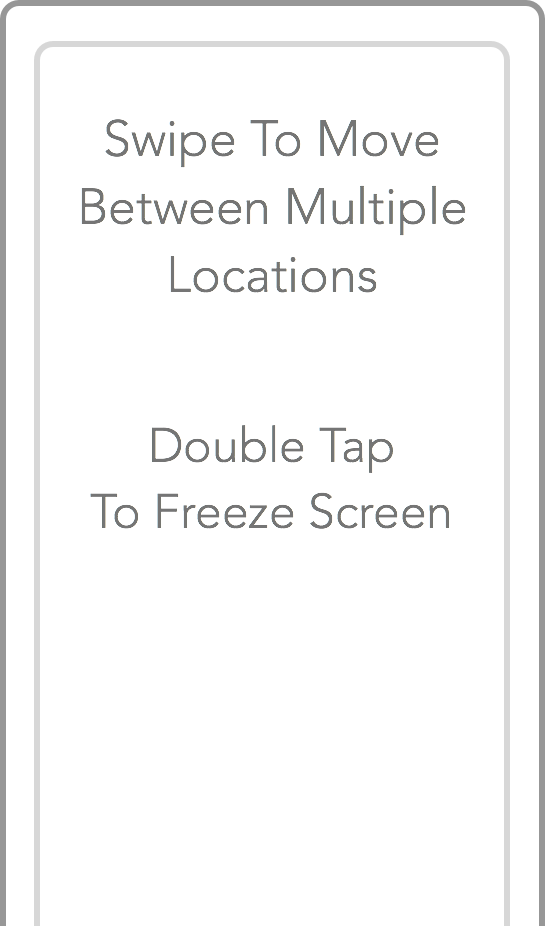 Swipe To Move
Between Multiple
Locations
Double Tap
To Freeze Screen